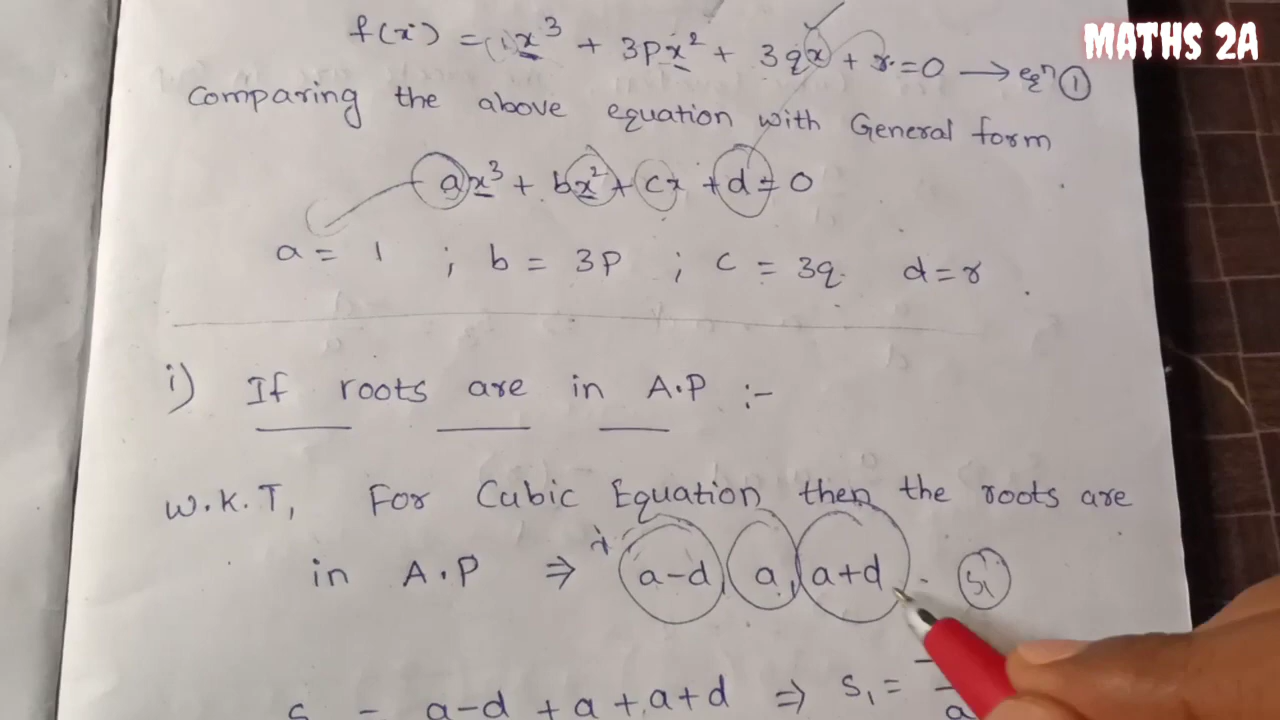 MATHS 2A
f(x) = (1)x³ + 3px² + 3qx + r = 0 → eqⁿ ①
Comparing the above equation with General form
ax³ + bx² + cx + d = 0
a = 1 ; b = 3p ; c = 3q d = r
i) If roots are in A.P :-
W.K.T, For Cubic Equation then the roots are
in A.P ⇒ a-d, a, a+d. S₁
a-d + a + a+d ⇒ S₁ =